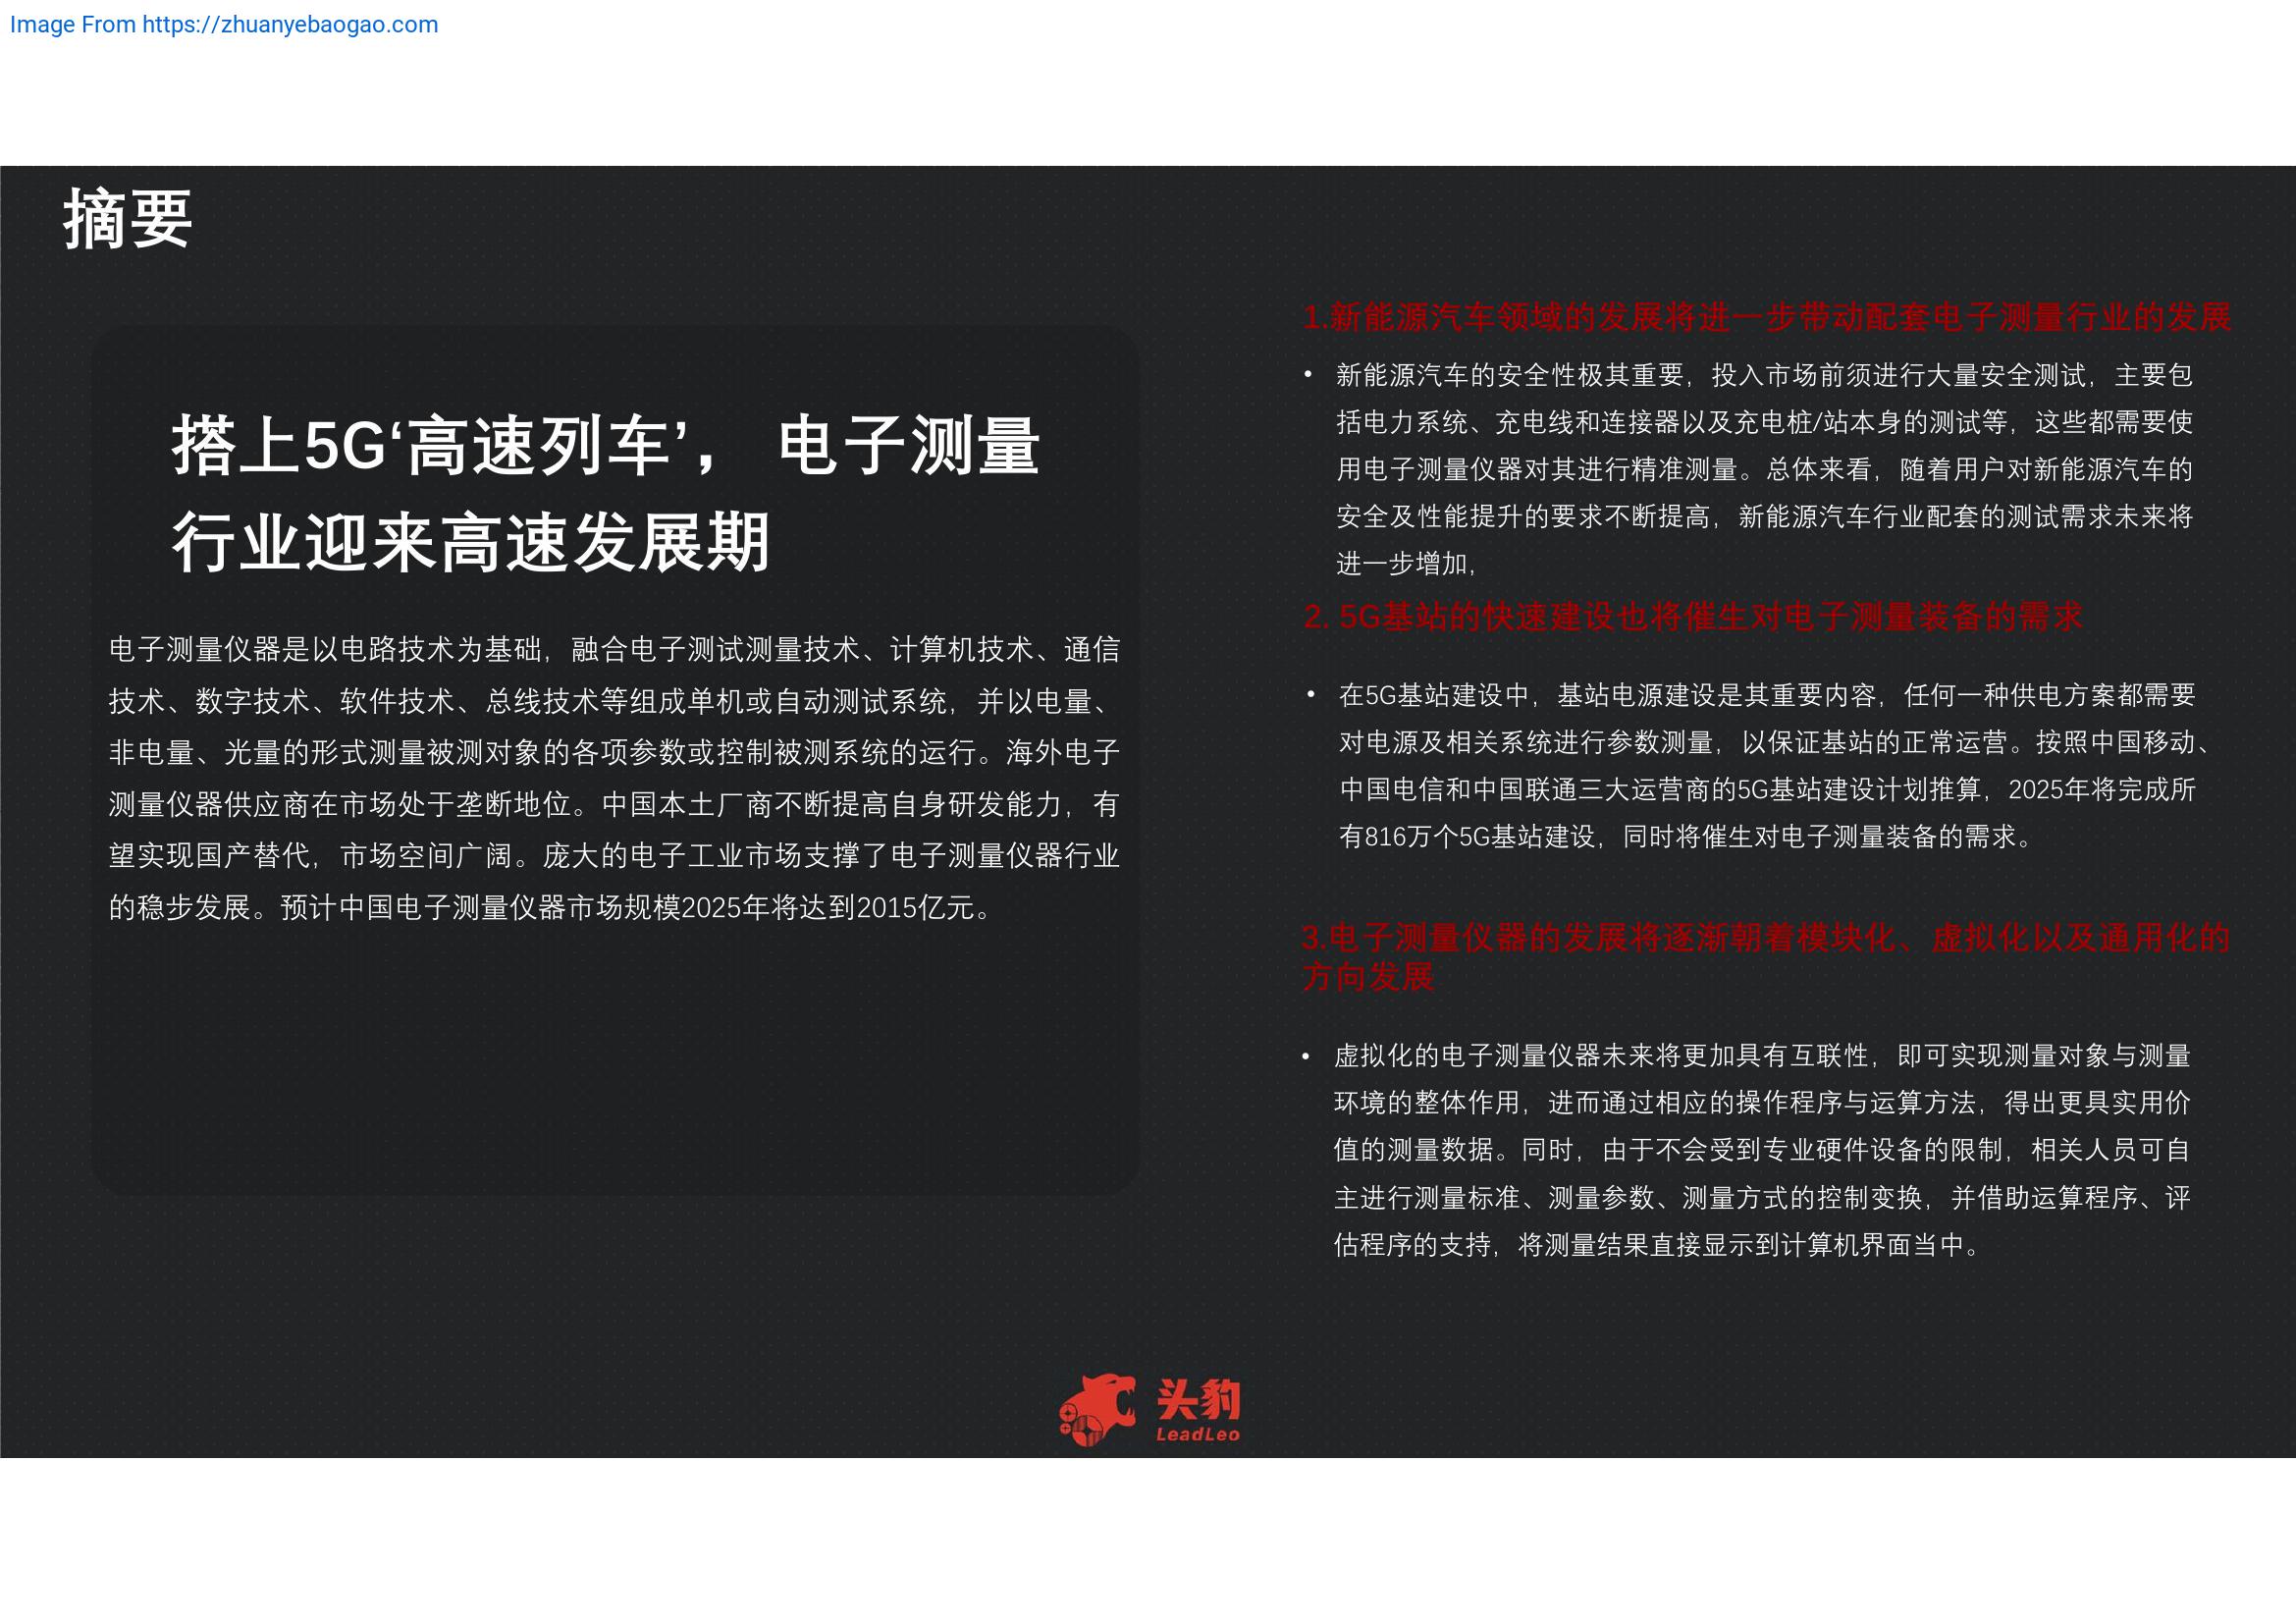 Image From https://zhuanyebaogao.com
摘要
搭上5G‘高速列车’， 电子测量
行业迎来高速发展期
电子测量仪器是以电路技术为基础，融合电子测试测量技术、计算机技术、通信
技术、数字技术、软件技术、总线技术等组成单机或自动测试系统，并以电量、
非电量、光量的形式测量被测对象的各项参数或控制被测系统的运行。海外电子
测量仪器供应商在市场处于垄断地位。中国本土厂商不断提高自身研发能力，有
望实现国产替代，市场空间广阔。庞大的电子工业市场支撑了电子测量仪器行业
的稳步发展。预计中国电子测量仪器市场规模2025年将达到2015亿元。
1.新能源汽车领域的发展将进一步带动配套电子测量行业的发展
• 新能源汽车的安全性极其重要，投入市场前须进行大量安全测试，主要包
括电力系统、充电线和连接器以及充电桩/站本身的测试等，这些都需要使
用电子测量仪器对其进行精准测量。总体来看，随着用户对新能源汽车的
安全及性能提升的要求不断提高，新能源汽车行业配套的测试需求未来将
进一步增加，
2. 5G基站的快速建设也将催生对电子测量装备的需求
• 在5G基站建设中，基站电源建设是其重要内容，任何一种供电方案都需要
对电源及相关系统进行参数测量，以保证基站的正常运营。按照中国移动、
中国电信和中国联通三大运营商的5G基站建设计划推算，2025年将完成所
有816万个5G基站建设，同时将催生对电子测量装备的需求。
3.电子测量仪器的发展将逐渐朝着模块化、虚拟化以及通用化的
方向发展
• 虚拟化的电子测量仪器未来将更加具有互联性，即可实现测量对象与测量
环境的整体作用，进而通过相应的操作程序与运算方法，得出更具实用价
值的测量数据。同时，由于不会受到专业硬件设备的限制，相关人员可自
主进行测量标准、测量参数、测量方式的控制变换，并借助运算程序、评
估程序的支持，将测量结果直接显示到计算机界面当中。
头豹
LeadLeo